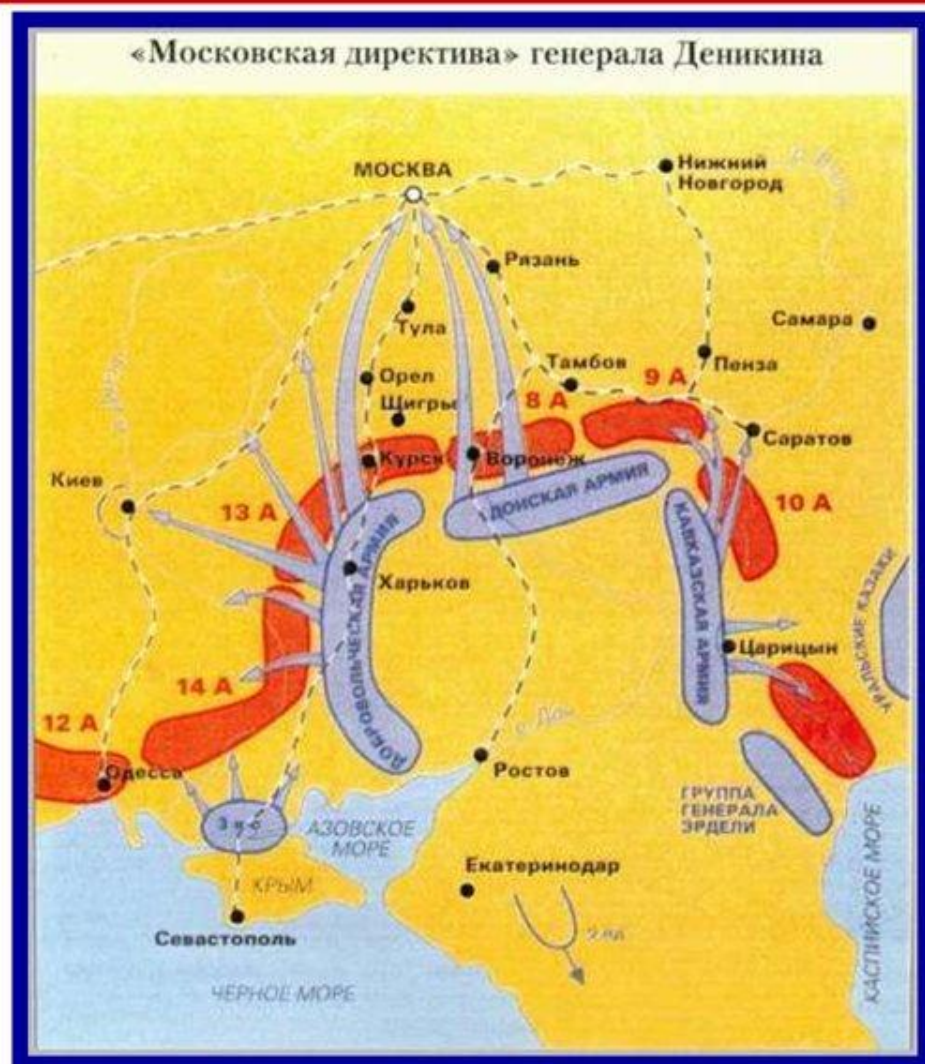 «Московская директива» генерала Деникина
МОСКВА
Нижний
Новгород
Рязань
Тула
Самара
Пенза
Тамбов
9 А
Орел
Щигры
8 А
Саратов
Курск
Воронеж
Киев
ДОНСКАЯ АРМИЯ
13 А
10 А
КАВКАЗСКАЯ АРМИЯ
ДОБРОВОЛЬЧЕСКАЯ АРМИЯ
Харьков
УРАЛЬСКИЕ КАЗАКИ
Царицын
14 А
12 А
р. Дон
Одесса
Ростов
ГРУППА
ГЕНЕРАЛА
ЭРДЕЛИ
АЗОВСКОЕ
МОРЕ
Екатеринодар
КРЫМ
Севастополь
ЧЕРНОЕ МОРЕ
КАСПИЙСКОЕ МОРЕ